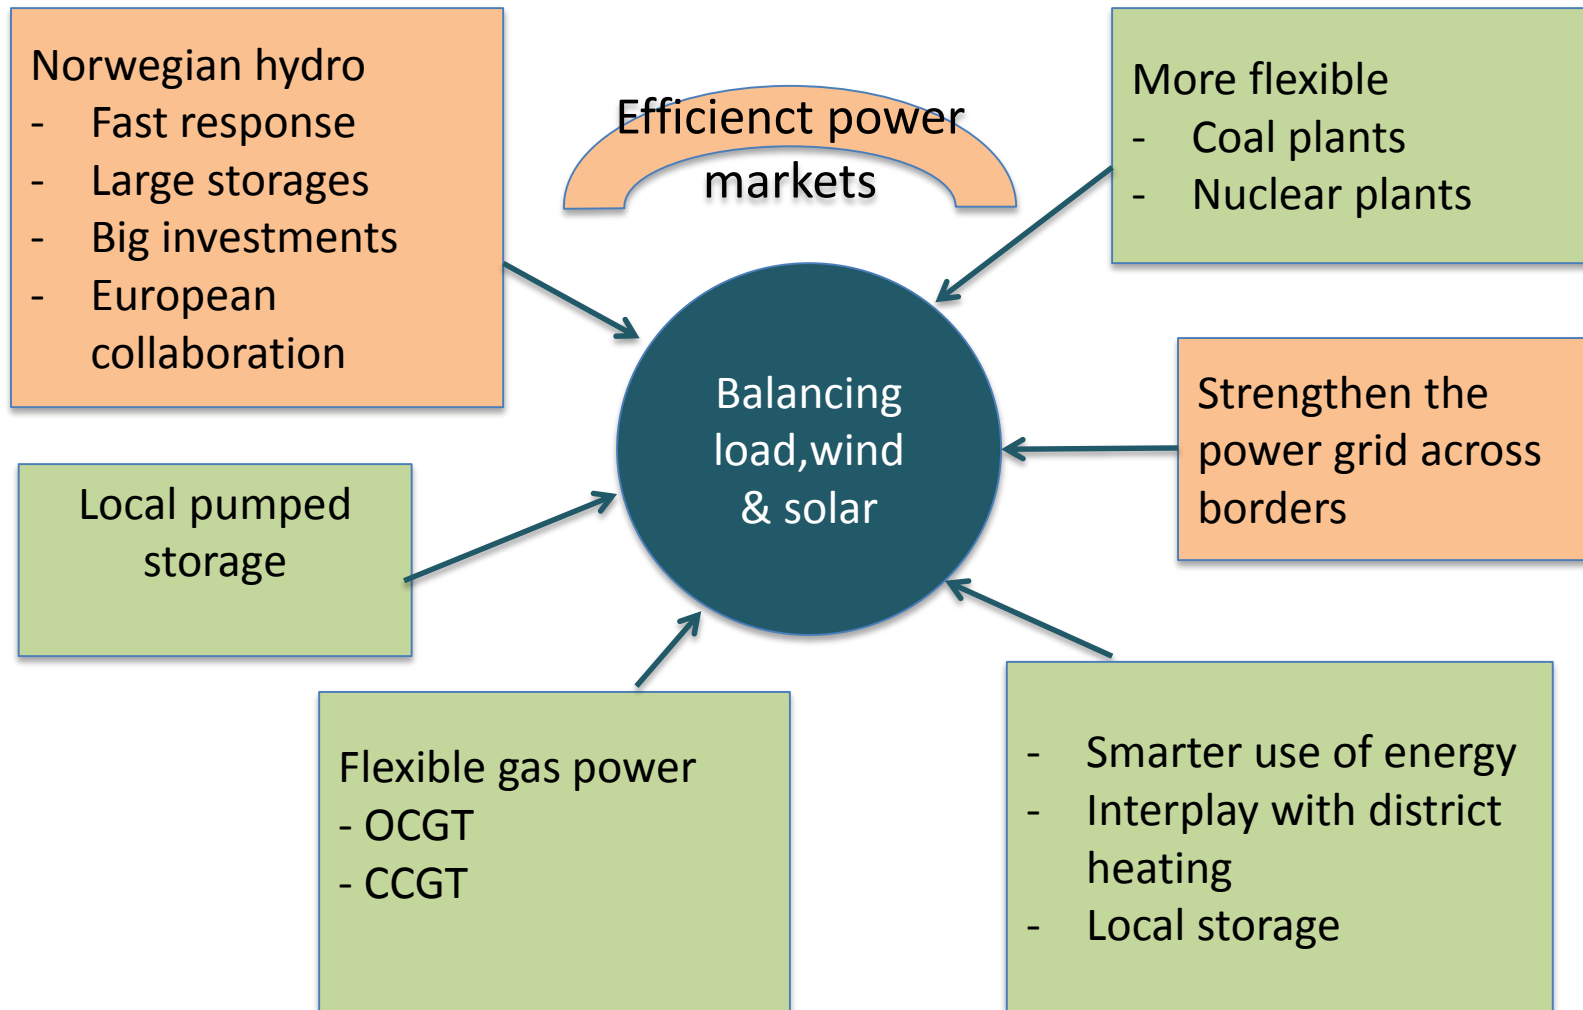 Norwegian hydro
- Fast response
- Large storages
- Big investments
- European
collaboration
Efficienct power
markets
More flexible
- Coal plants
- Nuclear plants
Balancing
load,wind
& solar
Strengthen the
power grid across
borders
Local pumped
storage
Flexible gas power
- OCGT
- CCGT
- Smarter use of energy
- Interplay with district
heating
- Local storage